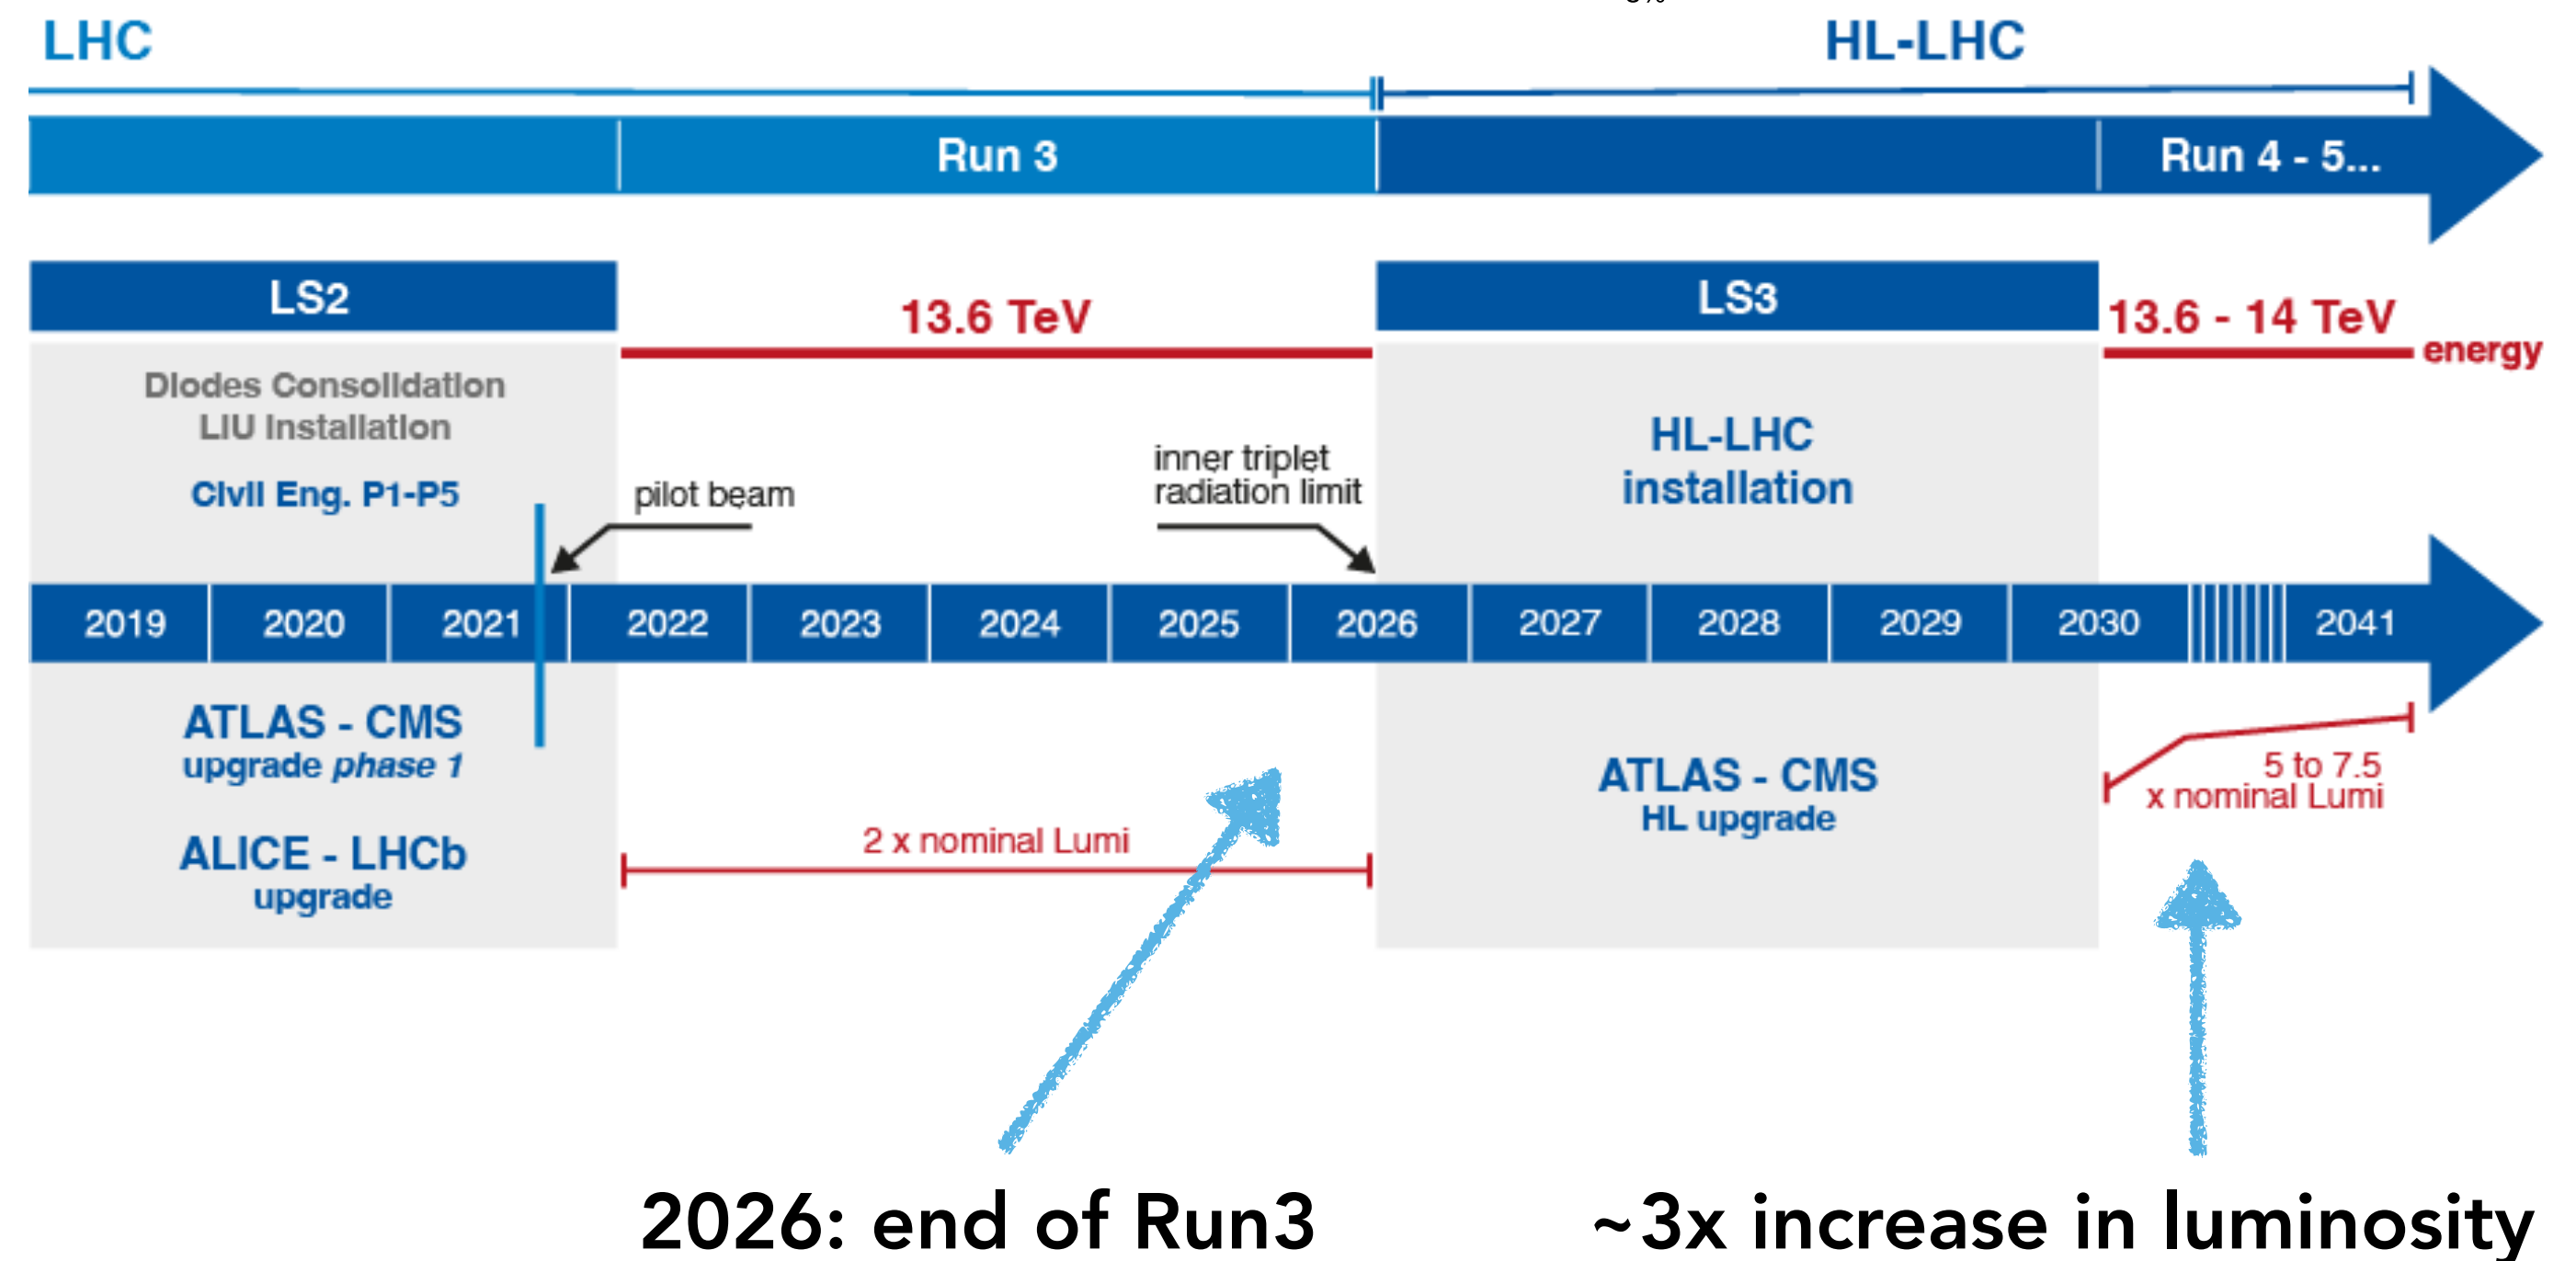 LHC
HL-LHC
Run 3
Run 4 - 5...
LS2
13.6 TeV
LS3
13.6 - 14 TeV
energy
Diodes Consolidation
LIU Installation
Civil Eng. P1-P5
pilot beam
inner triplet
radiation limit
HL-LHC
installation
2019
2020
2021
2022
2023
2024
2025
2026
2027
2028
2029
2030
2041
ATLAS - CMS
upgrade phase 1
ALICE - LHCb
upgrade
2 x nominal Lumi
ATLAS - CMS
HL upgrade
5 to 7.5
x nominal Lumi
2026: end of Run3
~3x increase in luminosity